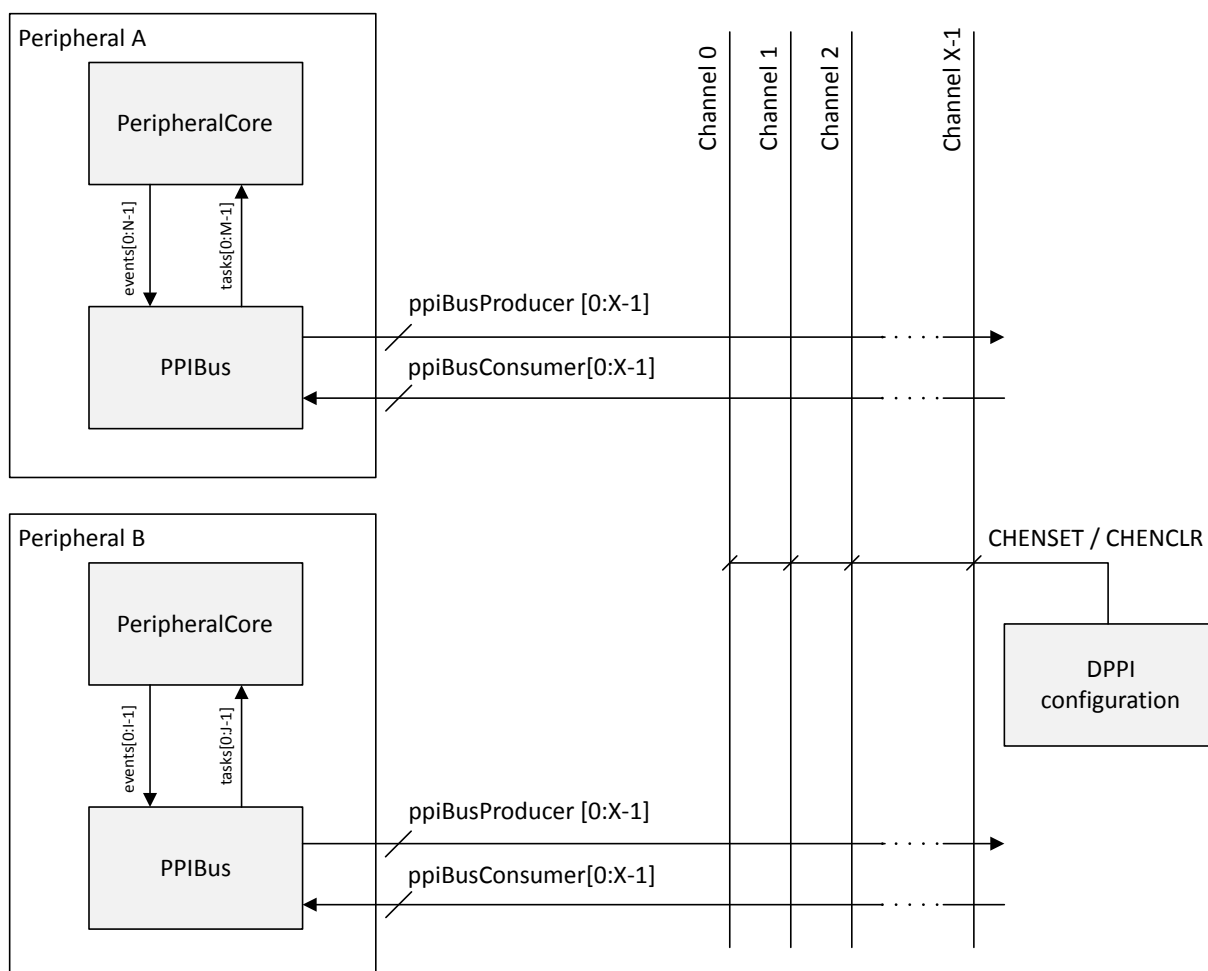 Peripheral A
PeripheralCore
events[0:N-1]
tasks[0:M-1]
PPIBus
ppiBusProducer [0:X-1]
ppiBusConsumer[0:X-1]
Channel 0
Channel 1
Channel 2
Channel X-1
Peripheral B
PeripheralCore
events[0:I-1]
tasks[0:J-1]
PPIBus
ppiBusProducer [0:X-1]
ppiBusConsumer[0:X-1]
CHENSET / CHENCLR
DPPI
configuration